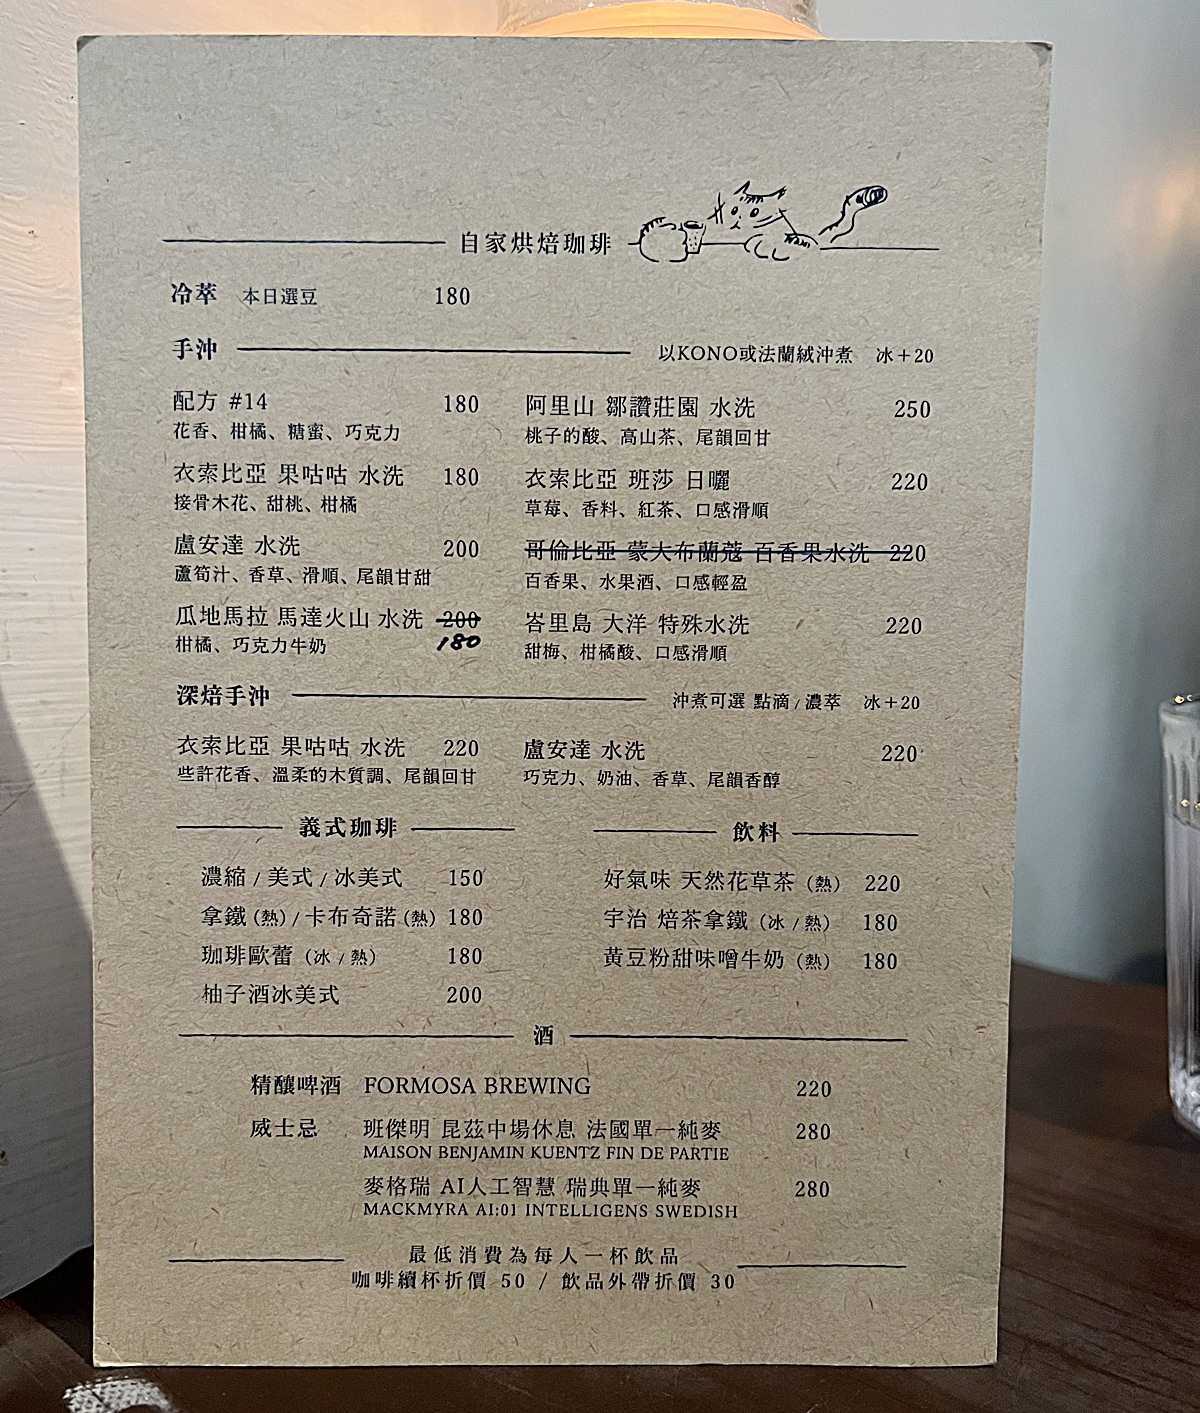 自家烘焙珈琲
冷萃 本日選豆 180
手沖 以KONO或法蘭絨沖煮 冰+20
配方 #14 180
花香、柑橘、糖蜜、巧克力
衣索比亞 果咕咕 水洗 180
接骨木花、甜桃、柑橘
盧安達 水洗 200
蘆筍汁、香草、滑順、尾韻甘甜
瓜地馬拉 馬達火山 水洗 200
180
柑橘、巧克力牛奶
阿里山 鄒讚莊園 水洗 250
桃子的酸、高山茶、尾韻回甘
衣索比亞 班莎 日曬 220
草莓、香料、紅茶、口感滑順
哥倫比亞 蒙大布蘭蔻 百香果水洗 220
百香果、水果酒、口感輕盈
峇里島 大洋 特殊水洗 220
甜梅、柑橘酸、口感滑順
深焙手沖 沖煮可選 點滴/濃萃 冰+20
衣索比亞 果咕咕 水洗 220
些許花香、溫柔的木質調、尾韻回甘
盧安達 水洗 220
巧克力、奶油、香草、尾韻香醇
義式珈琲
濃縮/美式/冰美式 150
拿鐵(熱)/卡布奇諾(熱) 180
珈琲歐蕾(冰/熱) 180
柚子酒冰美式 200
飲料
好氣味 天然花草茶(熱) 220
宇治 焙茶拿鐵(冰/熱) 180
黃豆粉甜味噌牛奶(熱) 180
酒
精釀啤酒 FORMOSA BREWING 220
威士忌 班傑明 昆茲中場休息 法國單一純麥 280
MAISON BENJAMIN KUENTZ FIN DE PARTIE
麥格瑞 AI人工智慧 瑞典單一純麥 280
MACKMYRA AI:01 INTELLIGENS SWEDISH
最低消費為每人一杯飲品
咖啡續杯折價 50 / 飲品外帶折價 30